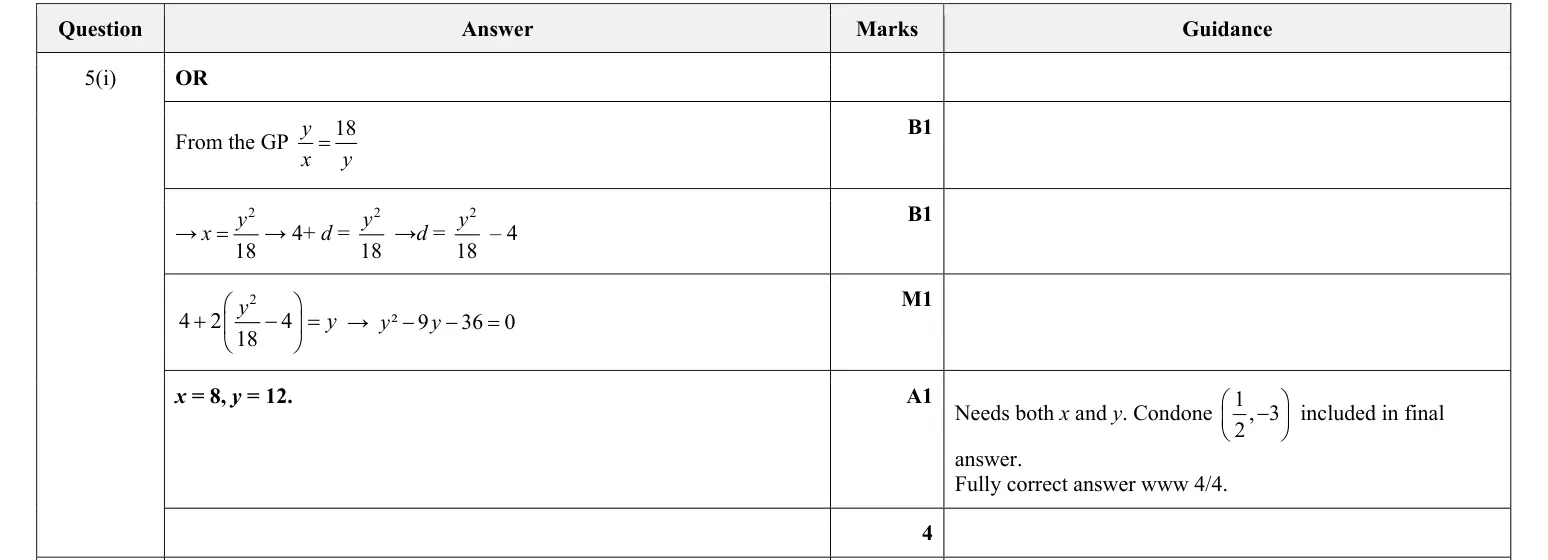 Question Answer Marks Guidance
5(i) OR
From the GP y/x = 18/y B1
→ x = y²/18 → 4+ d = y²/18 →d = y²/18 – 4 B1
4 + 2(y²/18 − 4) = y → y² − 9y − 36 = 0 M1
x = 8, y = 12. A1 Needs both x and y. Condone (1/2, −3) included in final
answer.
Fully correct answer www 4/4.
4